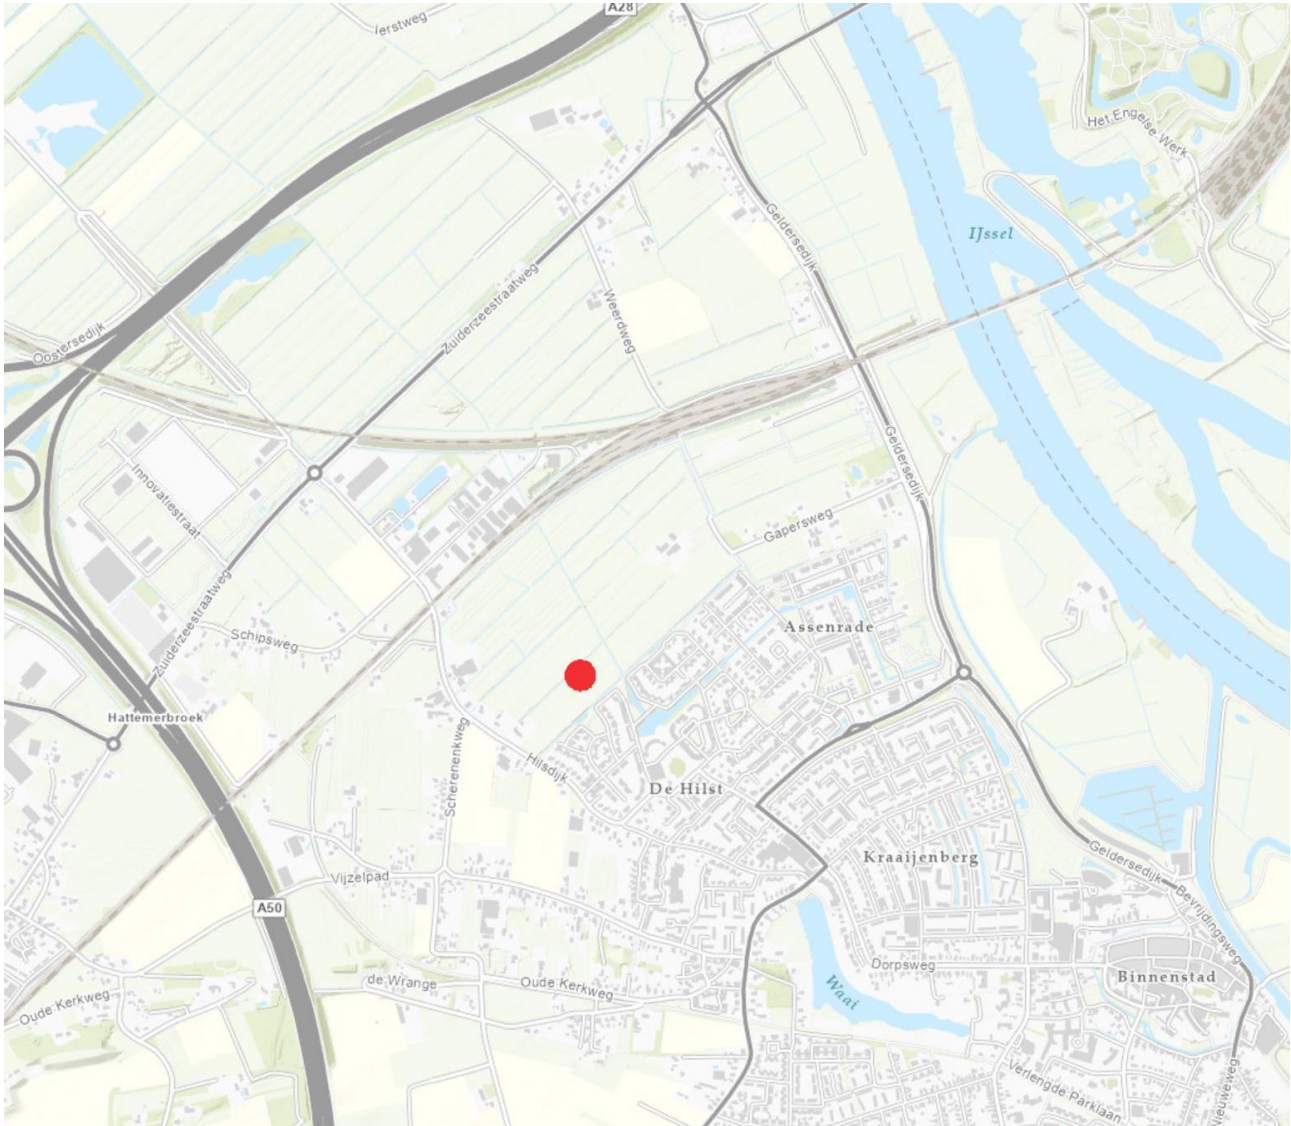 A28
Ierstweg
Het Engelse Werk
Geldersedijk
IJssel
Zuiderzeestraatweg
Weerdweg
Oostersedijk
Geldersedijk
Innovatiestraat
Gapersweg
Zuiderzeestraatweg
Schipsweg
Assenrade
Hattemerbroek
Scherenenkweg
Hilsdijk
De Hilst
Kraaijenberg
Geldersedijk
Vijzelpad
Bevrijdingsweg
A50
Dorpsweg
Binnenstad
de Wrange
Oude Kerkweg
Waai
Oude Kerkweg
Verlengde Parklaan
Nieuweweg